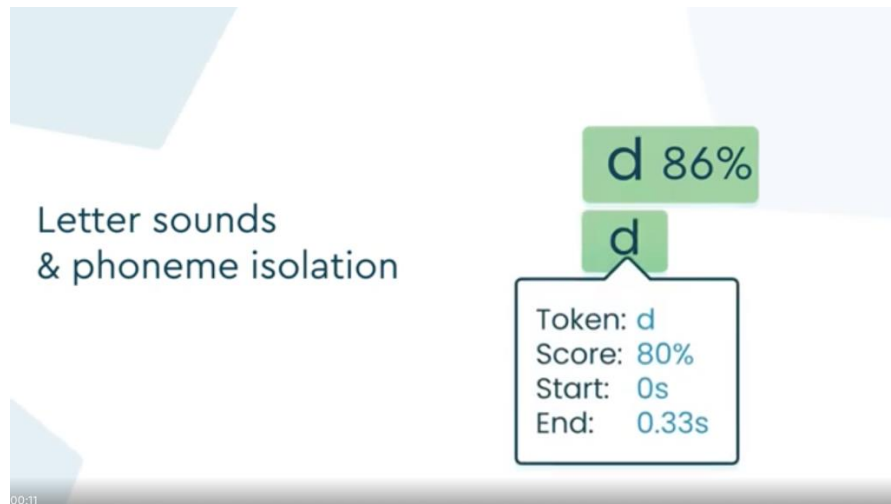 Letter sounds
& phoneme isolation
d 86%
d
Token: d
Score: 80%
Start: 0s
End: 0.33s
00:11